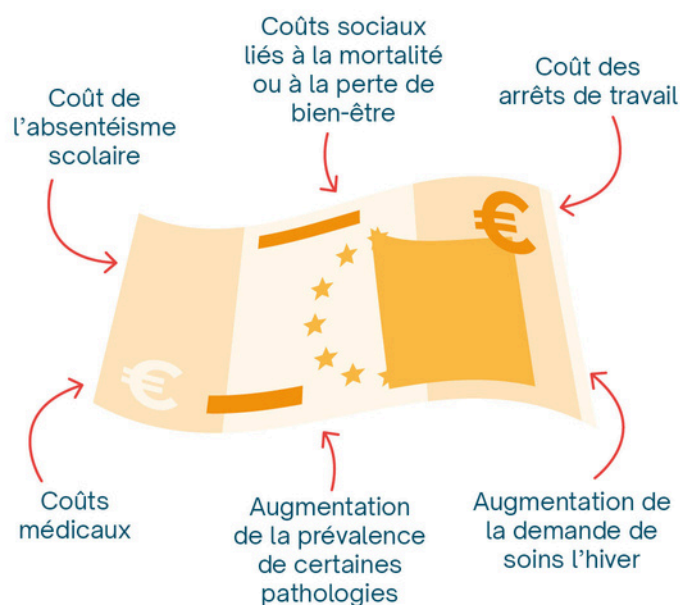 Coûts sociaux
liés à la mortalité
ou à la perte de
bien-être
Coût de
l'absentéisme
scolaire
Coût des
arrêts de travail
€
€
Coûts
médicaux
Augmentation
de la prévalence
de certaines
pathologies
Augmentation de
la demande de
soins l'hiver